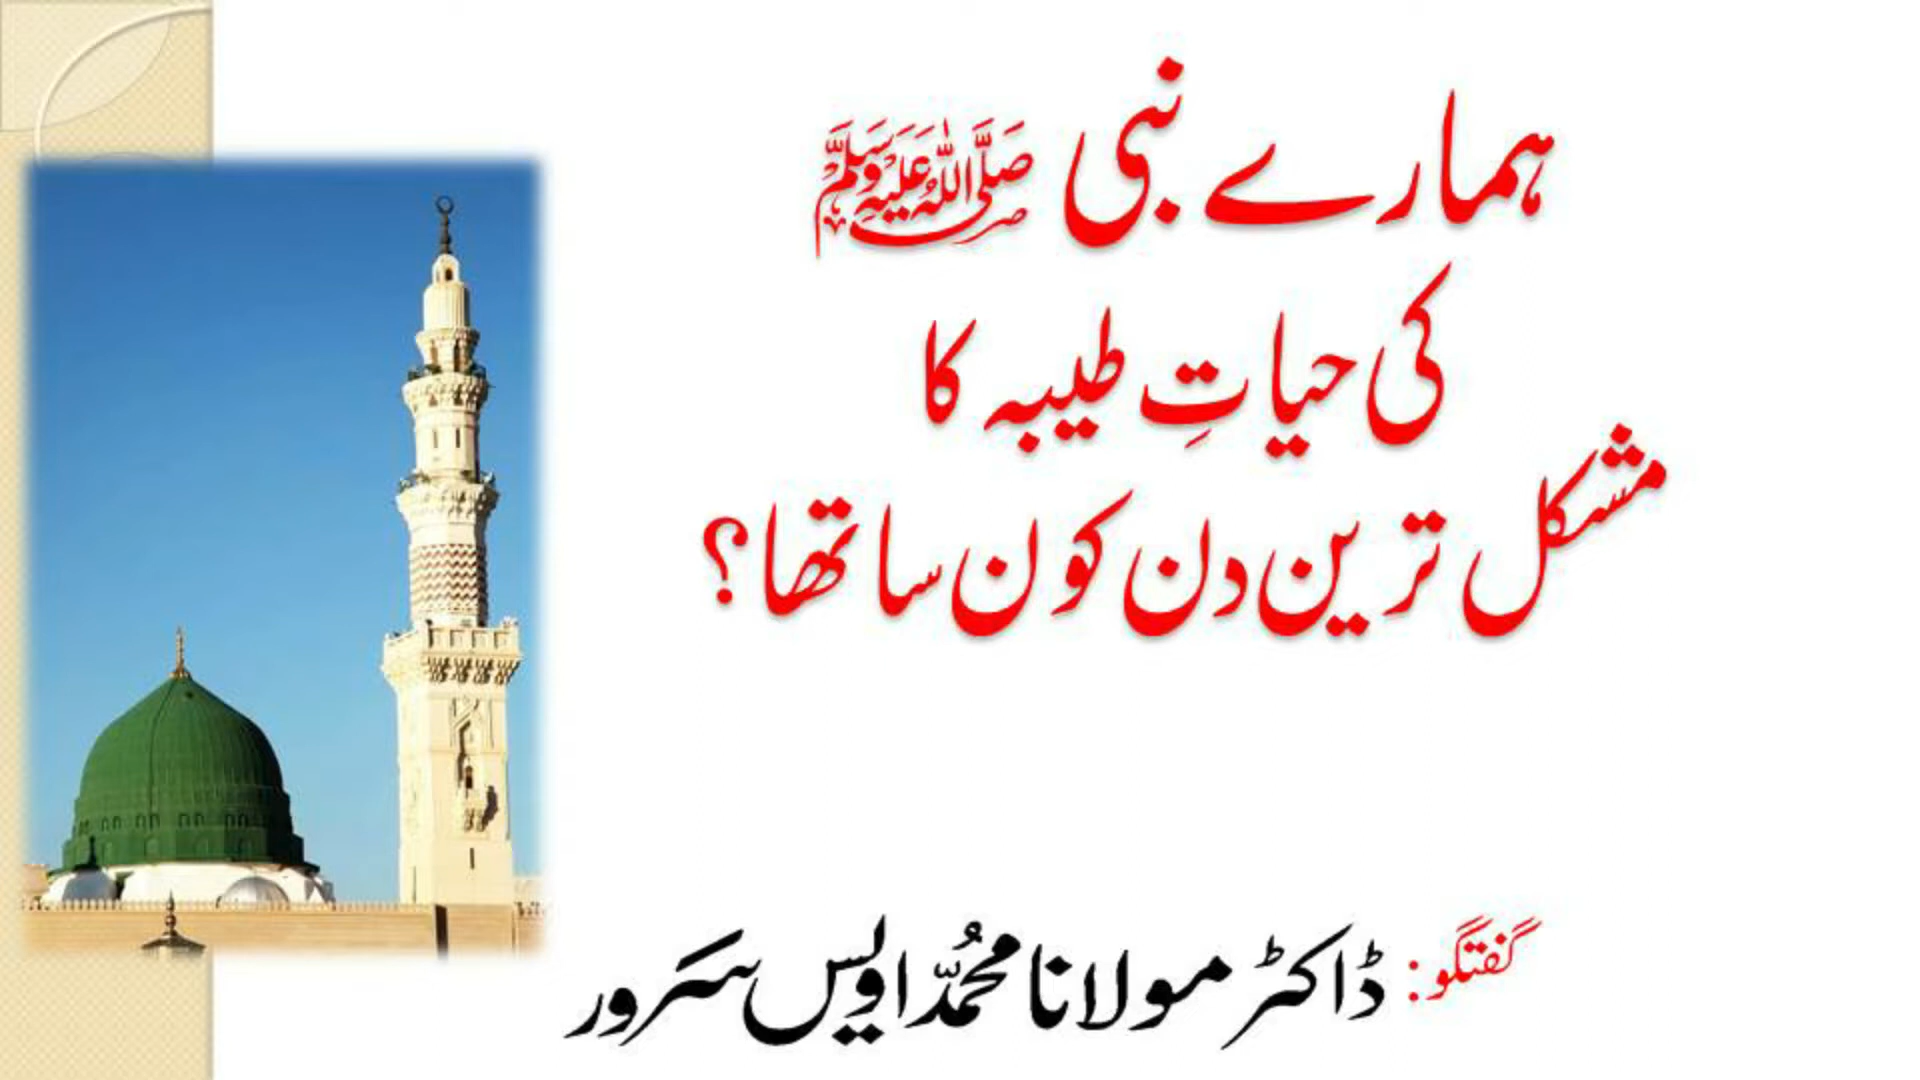 ہمارے نبی ﷺ
کی حیاتِ طیبہ کا
مشکل ترین دن کون سا تھا؟
گفتگو: ڈاکٹر مولانا محمّد اویس سرور